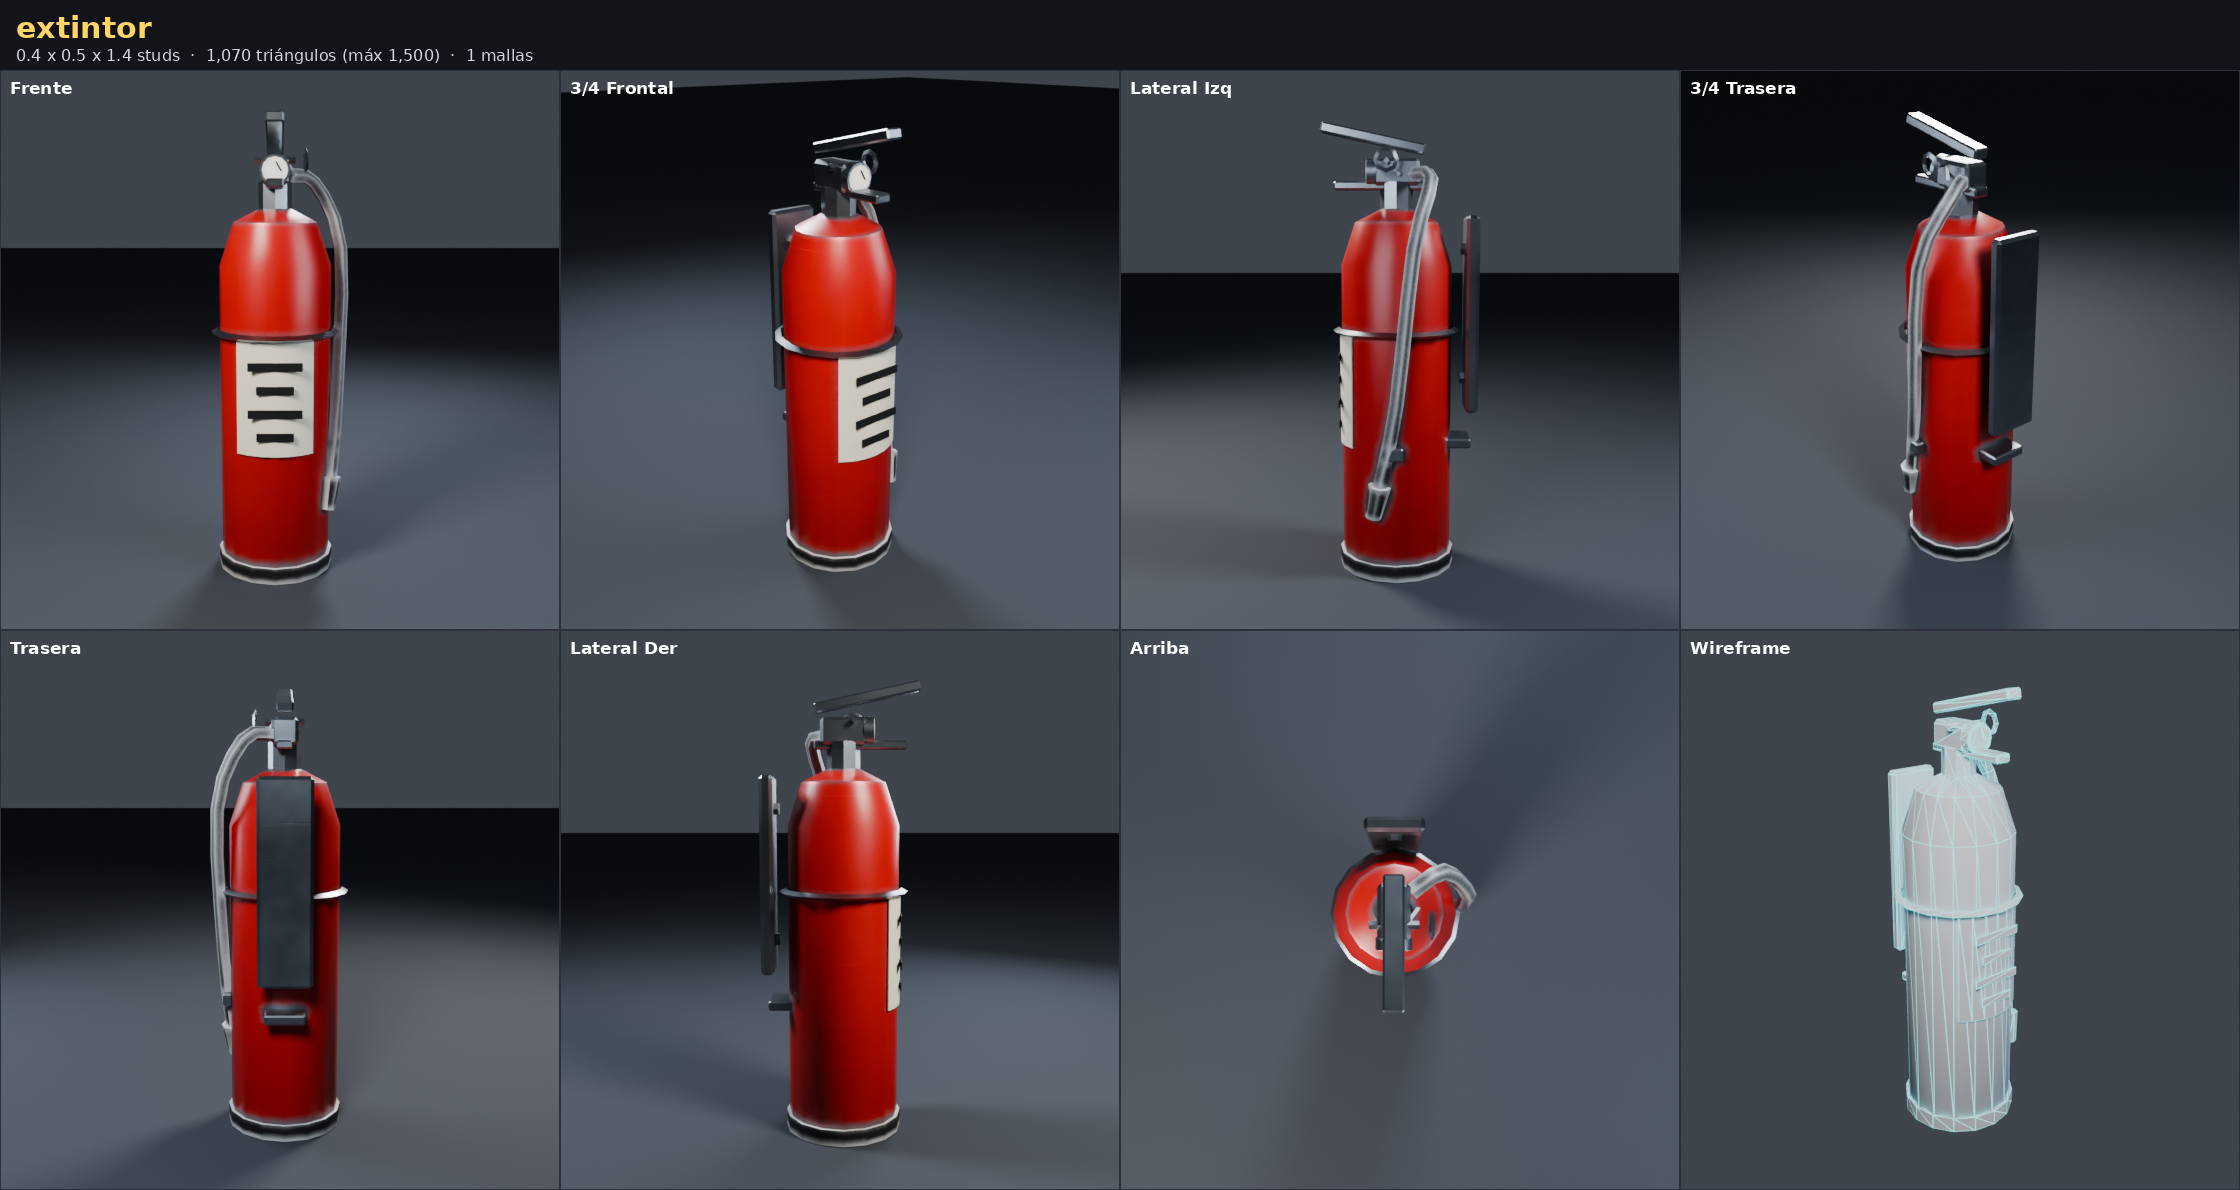 extintor
0.4 x 0.5 x 1.4 studs · 1,070 triángulos (máx 1,500) · 1 mallas
Frente
3/4 Frontal
Lateral Izq
3/4 Trasera
Trasera
Lateral Der
Arriba
Wireframe